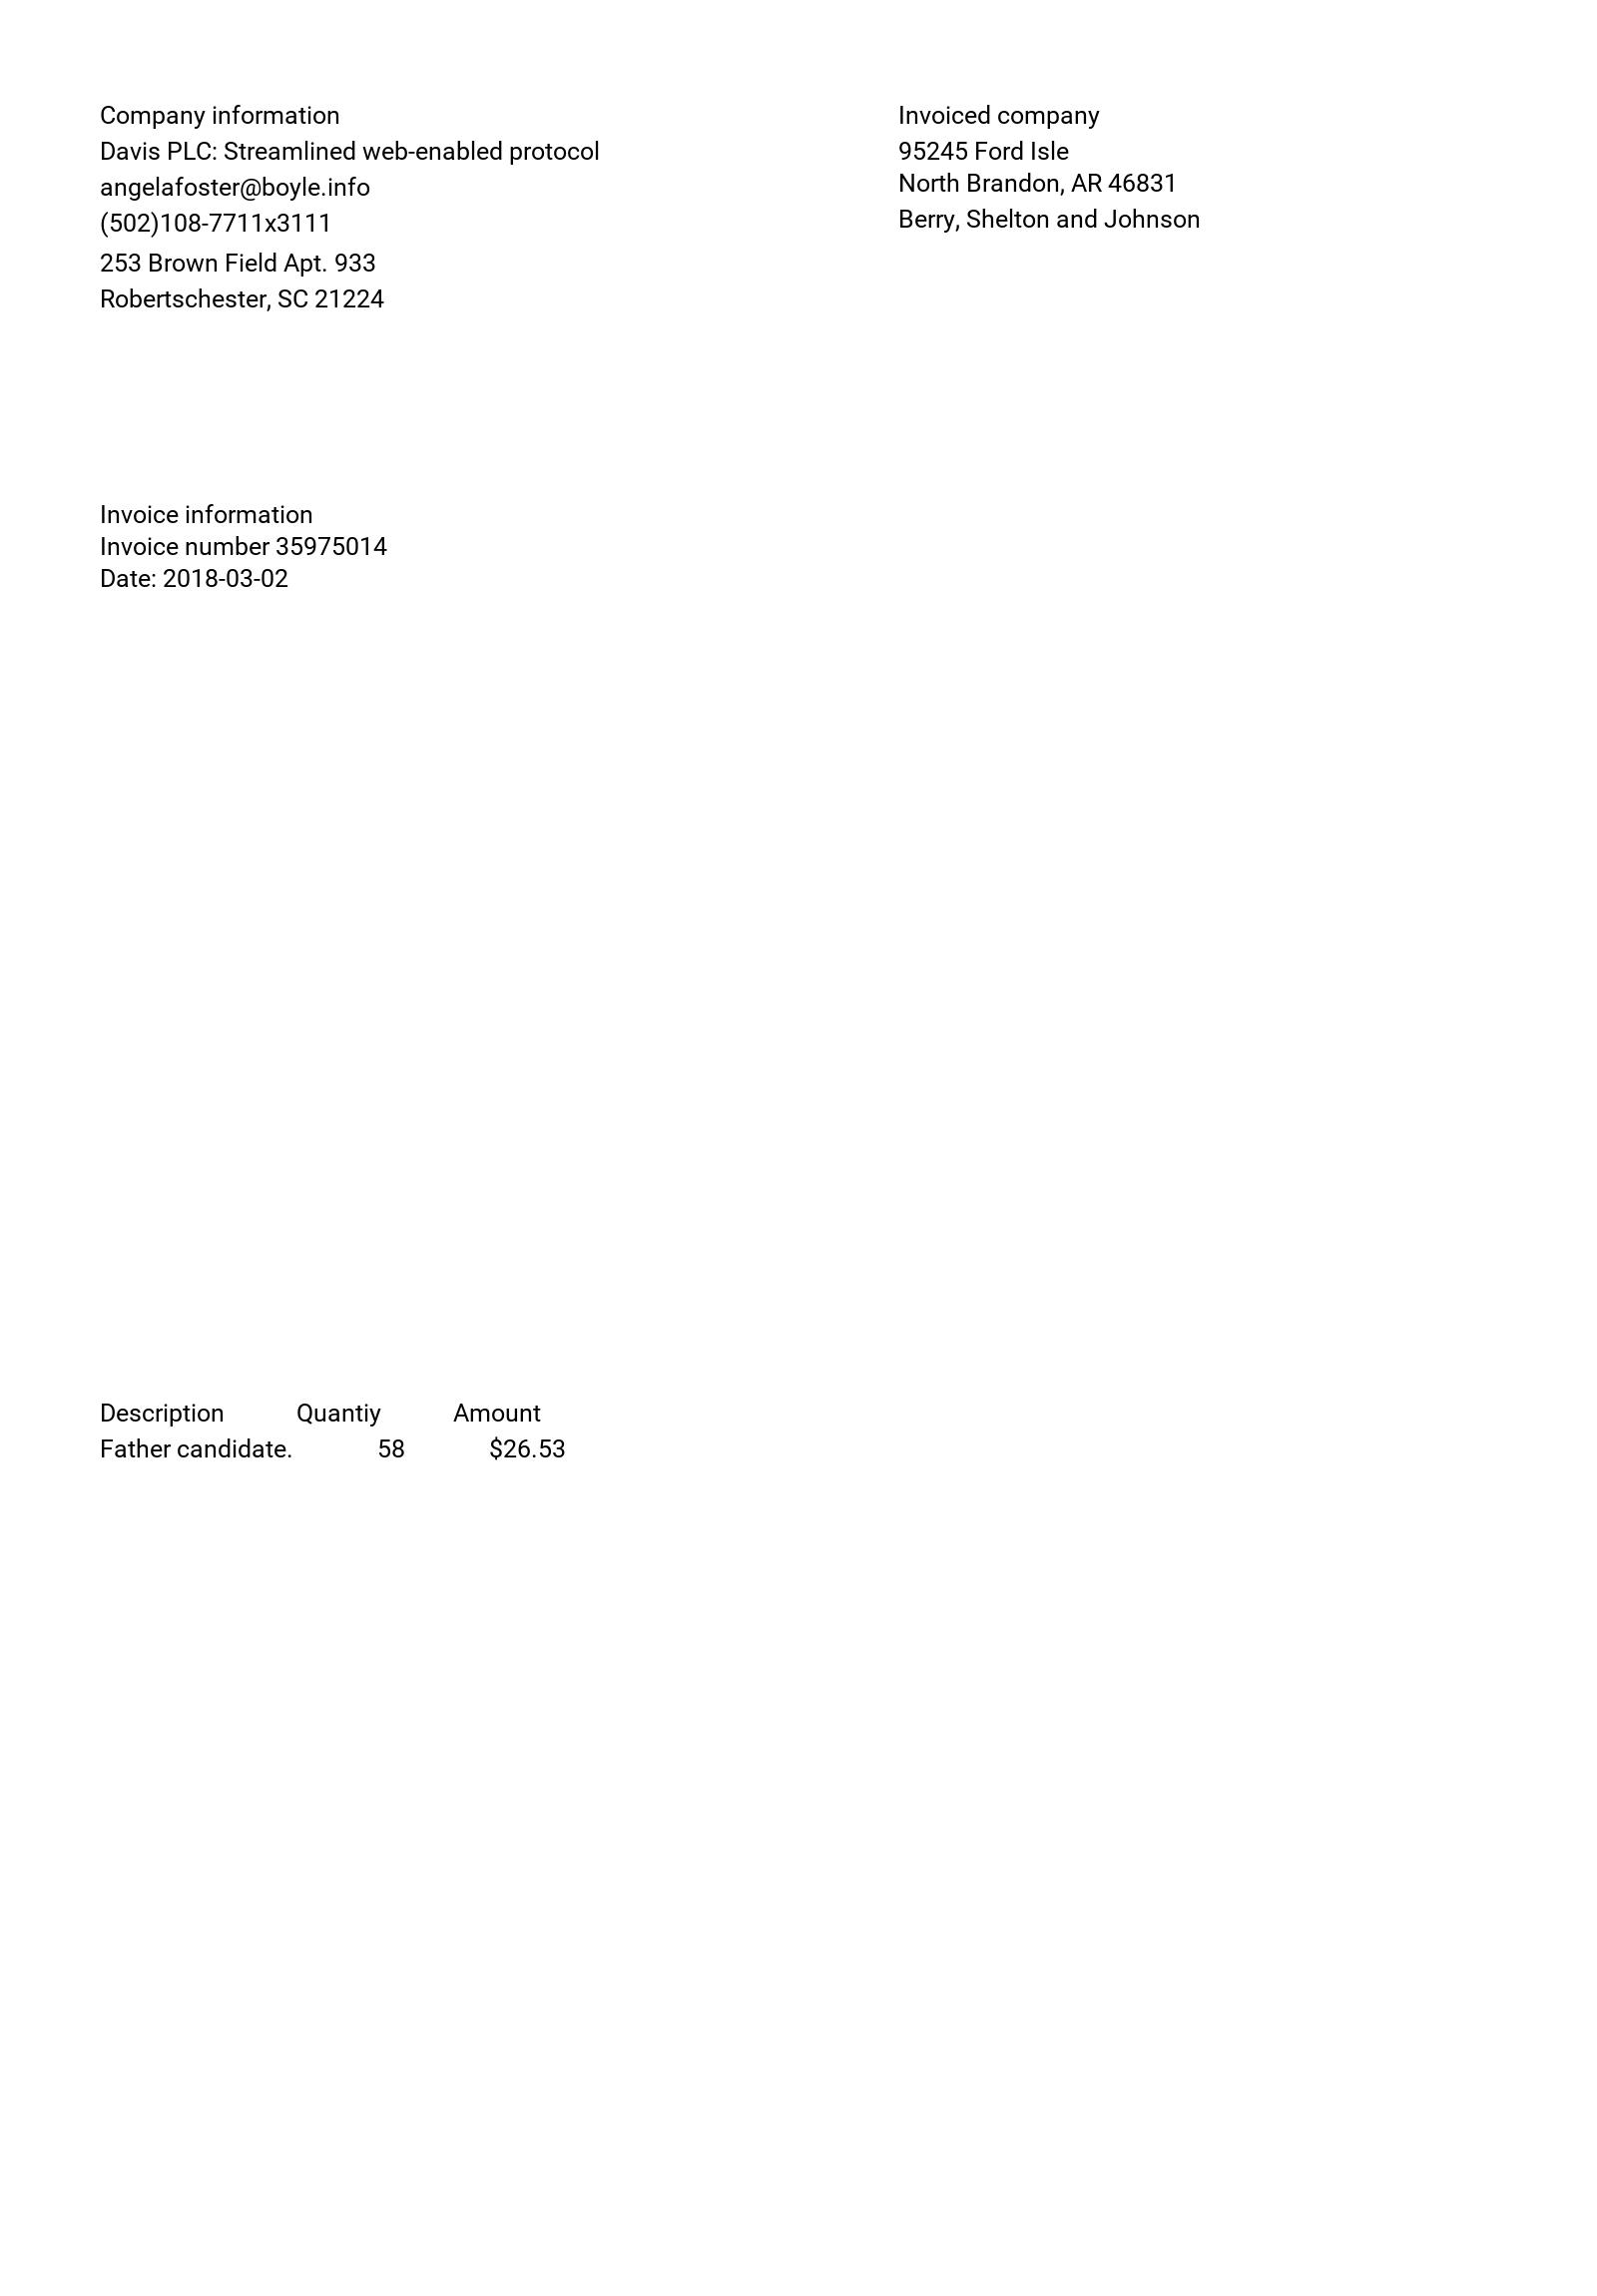 Company information
Davis PLC: Streamlined web-enabled protocol
angelafoster@boyle.info
(502)108-7711x3111
253 Brown Field Apt. 933
Robertschester, SC 21224
Invoiced company
95245 Ford Isle
North Brandon, AR 46831
Berry, Shelton and Johnson
Invoice information
Invoice number 35975014
Date: 2018-03-02
Description Quantiy Amount
Father candidate. 58 $26.53